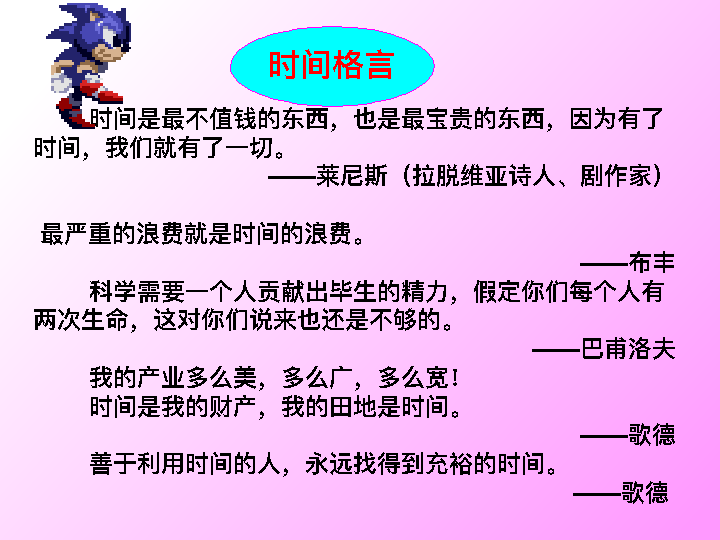 时间格言
时间是最不值钱的东西，也是最宝贵的东西，因为有了
时间，我们就有了一切。
——莱尼斯（拉脱维亚诗人、剧作家）
最严重的浪费就是时间的浪费。
——布丰
科学需要一个人贡献出毕生的精力，假定你们每个人有
两次生命，这对你们说来也还是不够的。
——巴甫洛夫
我的产业多么美，多么广，多么宽！
时间是我的财产，我的田地是时间。
——歌德
善于利用时间的人，永远找得到充裕的时间。
——歌德